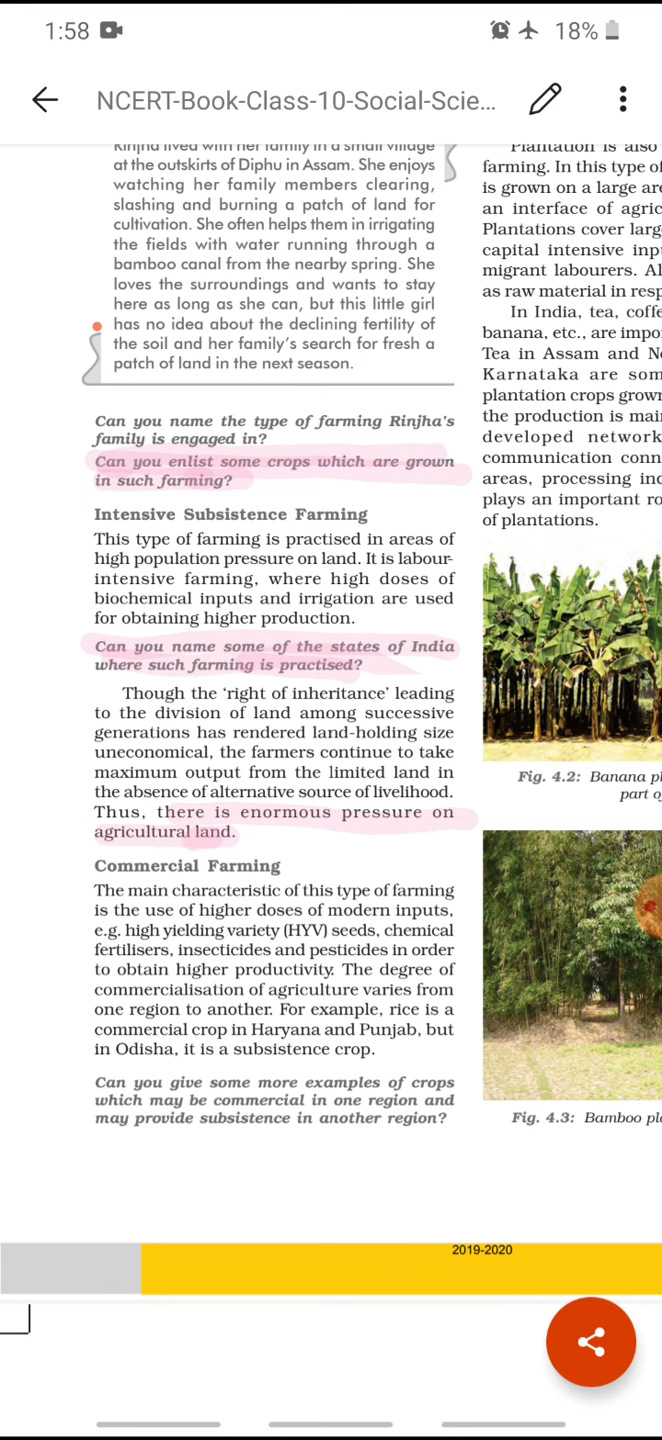 1:58
18%
NCERT-Book-Class-10-Social-Scie...
Rinjha lived with her family in a small village
at the outskirts of Diphu in Assam. She enjoys
watching her family members clearing,
slashing and burning a patch of land for
cultivation. She often helps them in irrigating
the fields with water running through a
bamboo canal from the nearby spring. She
loves the surroundings and wants to stay
here as long as she can, but this little girl
has no idea about the declining fertility of
the soil and her family's search for fresh a
patch of land in the next season.
Can you name the type of farming Rinjha's
family is engaged in?
Can you enlist some crops which are grown
in such farming?
Intensive Subsistence Farming
This type of farming is practised in areas of
high population pressure on land. It is labour-
intensive farming, where high doses of
biochemical inputs and irrigation are used
for obtaining higher production.
Can you name some of the states of India
where such farming is practised?
Though the 'right of inheritance' leading
to the division of land among successive
generations has rendered land-holding size
uneconomical, the farmers continue to take
maximum output from the limited land in
the absence of alternative source of livelihood.
Thus, there is enormous pressure on
agricultural land.
Commercial Farming
The main characteristic of this type of farming
is the use of higher doses of modern inputs,
e.g. high yielding variety (HYV) seeds, chemical
fertilisers, insecticides and pesticides in order
to obtain higher productivity. The degree of
commercialisation of agriculture varies from
one region to another. For example, rice is a
commercial crop in Haryana and Punjab, but
in Odisha, it is a subsistence crop.
Can you give some more examples of crops
which may be commercial in one region and
may provide subsistence in another region?
Plantation is also
farming. In this type of
is grown on a large are
an interface of agric
Plantations cover larg
capital intensive inp
migrant labourers. Al
as raw material in resp
In India, tea, coffe
banana, etc., are impo
Tea in Assam and No
Karnataka are som
plantation crops grow
the production is mai
developed network
communication conn
areas, processing ind
plays an important ro
of plantations.
Fig. 4.2: Banana pl
part o
Fig. 4.3: Bamboo pl
2019-2020